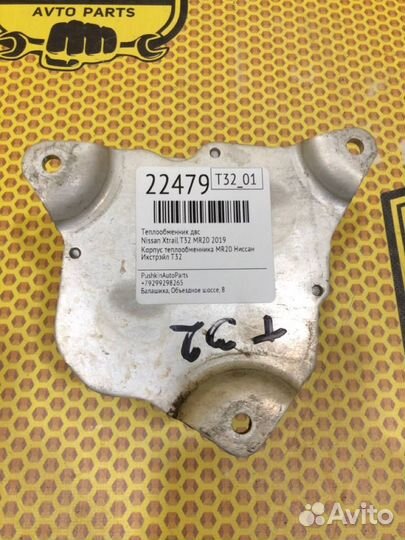 AVTO PARTS
22479
T32_01
Теплообменник двс
Nissan Xtrail T32 MR20 2019
Корпус теплообменника MR20 Ниссан
Икстрэйл Т32
PushkinAutoParts
+79299298265
Балашиха, Объездное шоссе, 8
T32
Avito